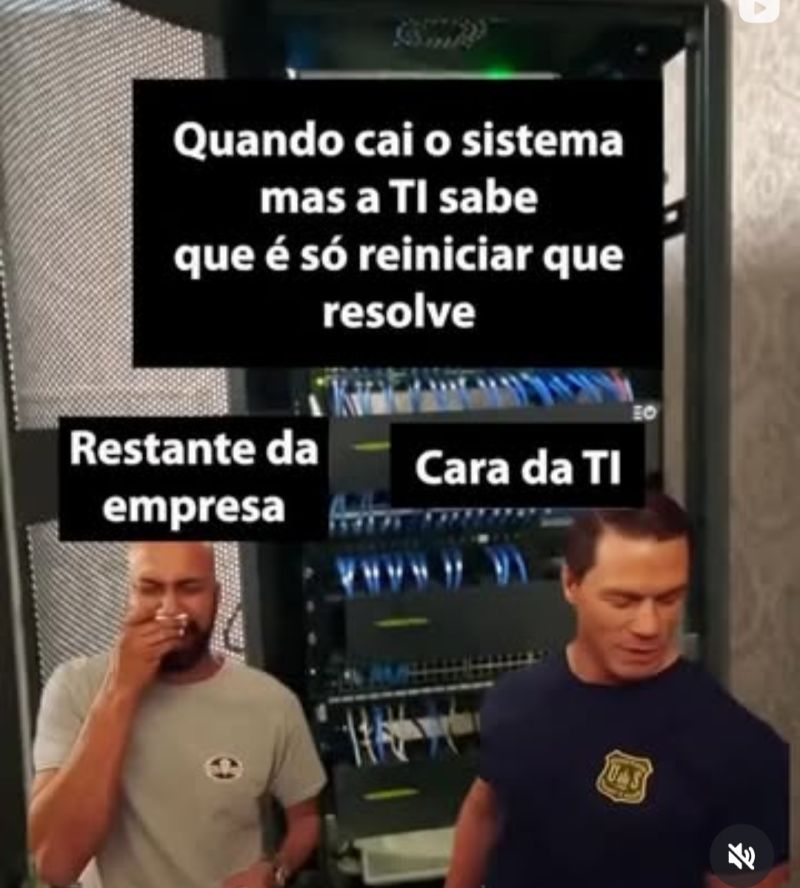 Quando cai o sistema
mas a TI sabe
que é só reiniciar que
resolve
Restante da
empresa
Cara da TI